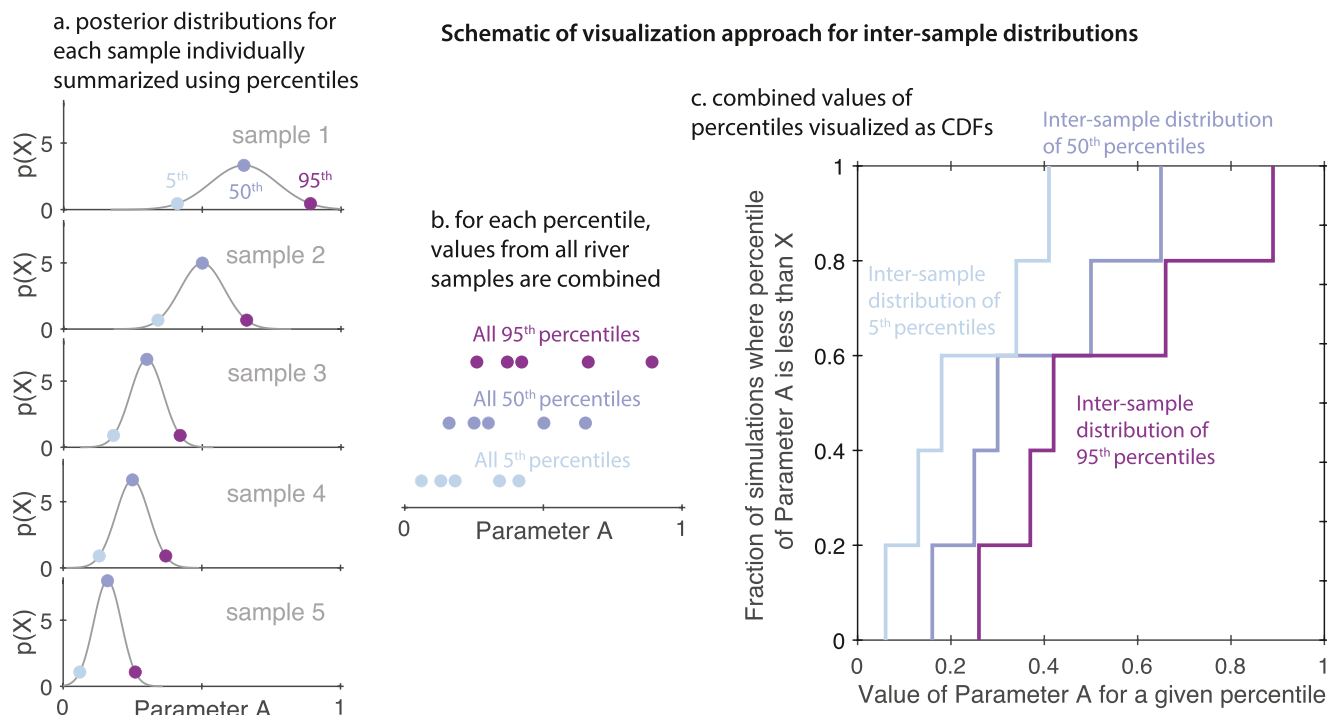 a. posterior distributions for
each sample individually
summarized using percentiles
Schematic of visualization approach for inter-sample distributions
p(X)
5
0
sample 1
5th
50th
95th
p(X)
5
0
sample 2
p(X)
5
0
sample 3
p(X)
5
0
sample 4
p(X)
5
0
sample 5
0
Parameter A
1
b. for each percentile,
values from all river
samples are combined
All 95th percentiles
All 50th percentiles
All 5th percentiles
0
Parameter A
1
c. combined values of
percentiles visualized as CDFs
Inter-sample distribution
of 50th percentiles
Inter-sample
distribution of
5th percentiles
Inter-sample
distribution of
95th percentiles
Fraction of simulations where percentile
of Parameter A is less than X
1
0.8
0.6
0.4
0.2
0
0
0.2
0.4
0.6
0.8
1
Value of Parameter A for a given percentile